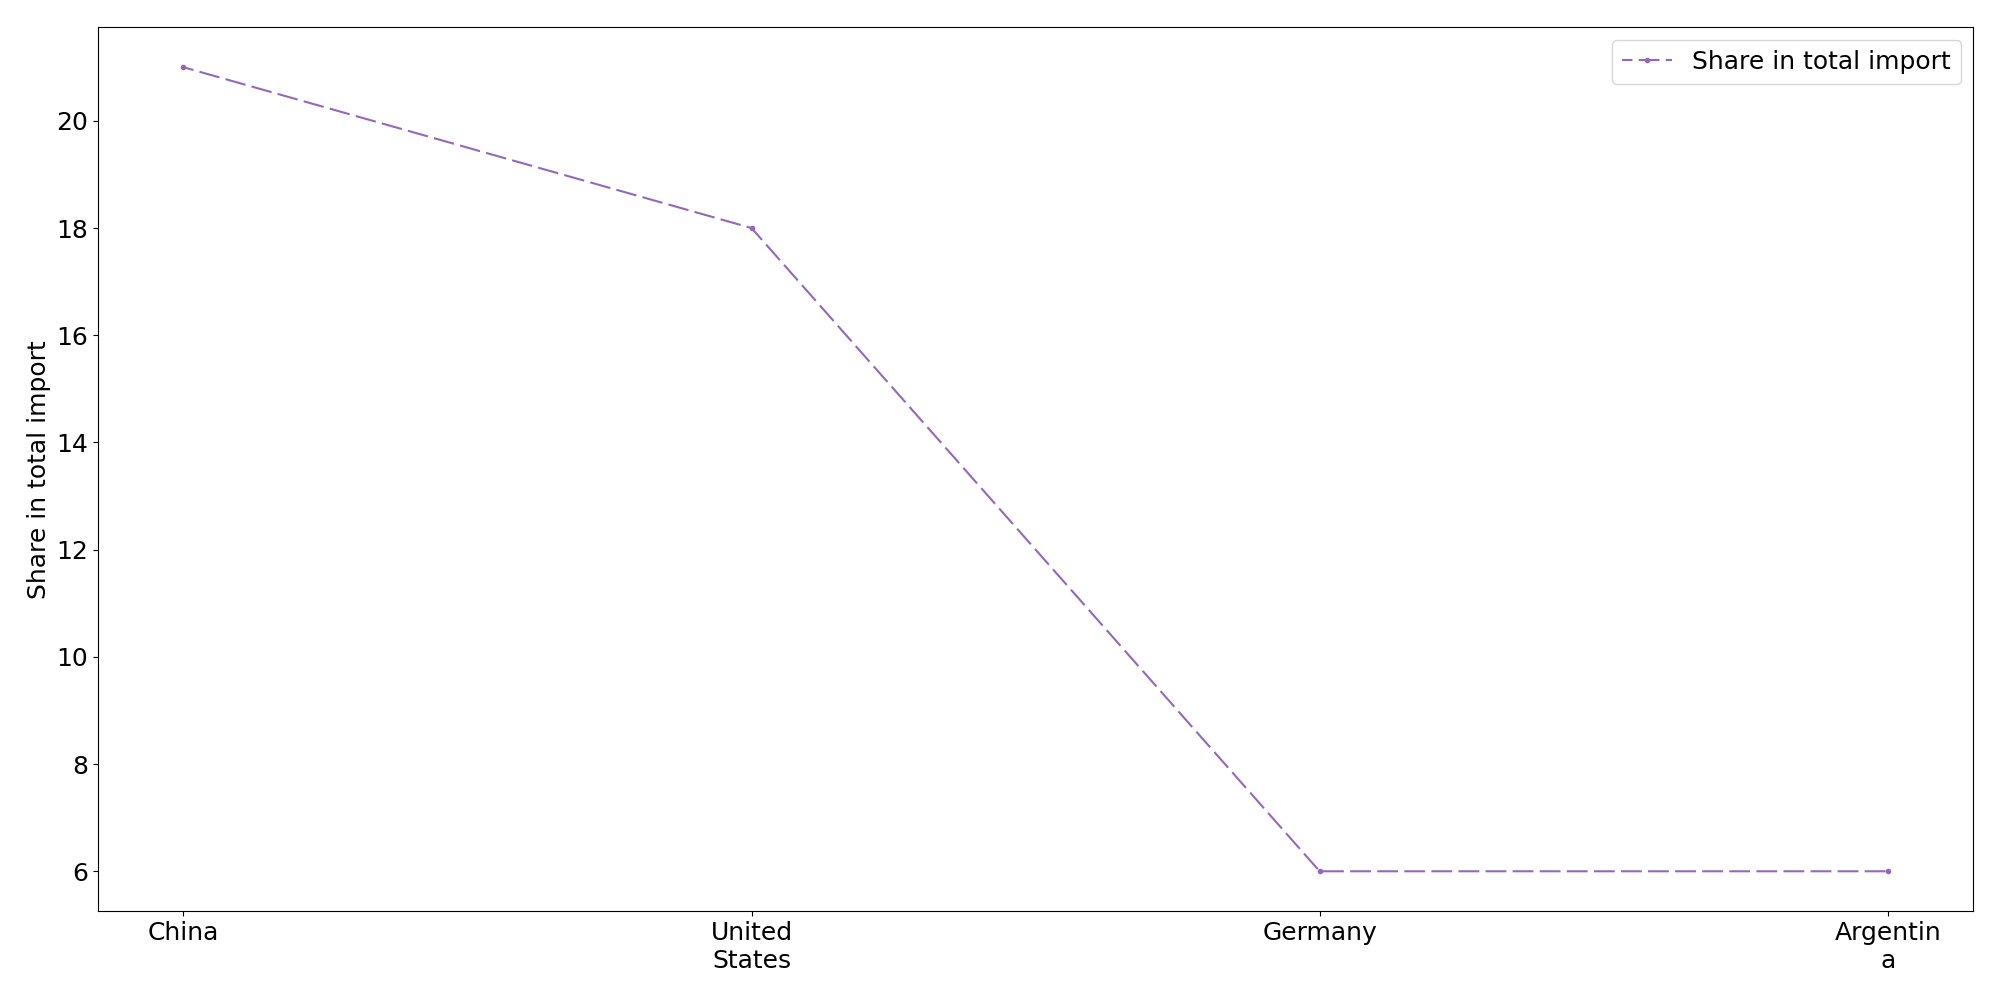 Share in total import
20
18
16
14
12
10
8
6
Share in total import
China
United
States
Germany
Argentin
a